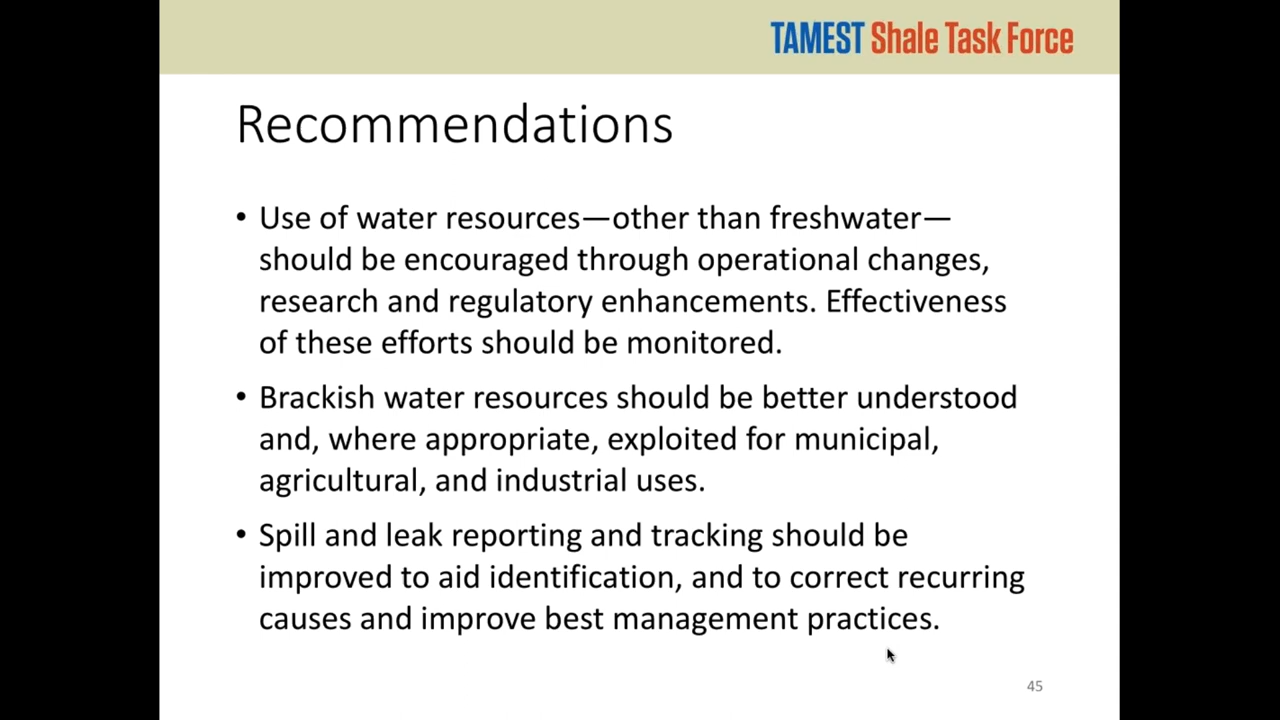 TAMEST Shale Task Force
Recommendations
• Use of water resources—other than freshwater—
should be encouraged through operational changes,
research and regulatory enhancements. Effectiveness
of these efforts should be monitored.
• Brackish water resources should be better understood
and, where appropriate, exploited for municipal,
agricultural, and industrial uses.
• Spill and leak reporting and tracking should be
improved to aid identification, and to correct recurring
causes and improve best management practices.
45